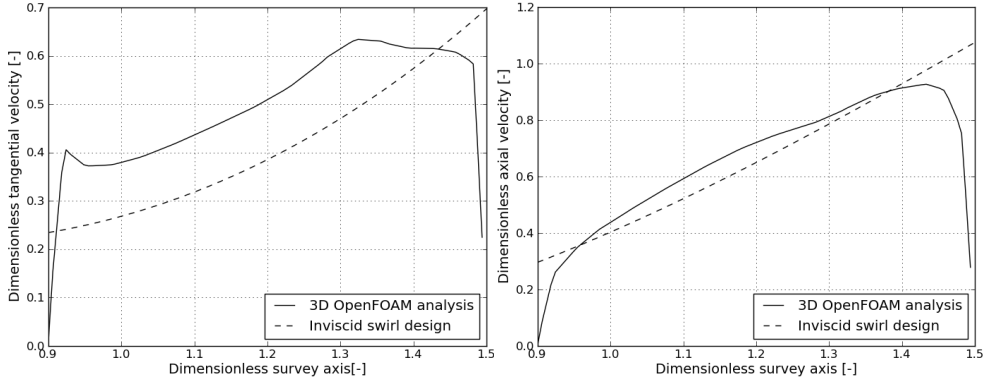 Dimensionless tangential velocity [-]
0.7
0.6
0.5
0.4
0.3
0.2
0.1
0.0
3D OpenFOAM analysis
Inviscid swirl design
0.9 1.0 1.1 1.2 1.3 1.4 1.5
Dimensionless survey axis[-]
Dimensionless axial velocity [-]
1.2
1.0
0.8
0.6
0.4
0.2
0.0
3D OpenFOAM analysis
Inviscid swirl design
0.9 1.0 1.1 1.2 1.3 1.4 1.5
Dimensionless survey axis [-]